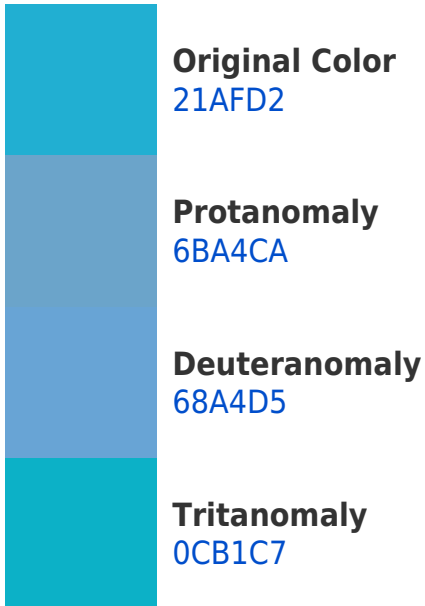 Original Color
21AFD2
Protanomaly
6BA4CA
Deuteranomaly
68A4D5
Tritanomaly
0CB1C7